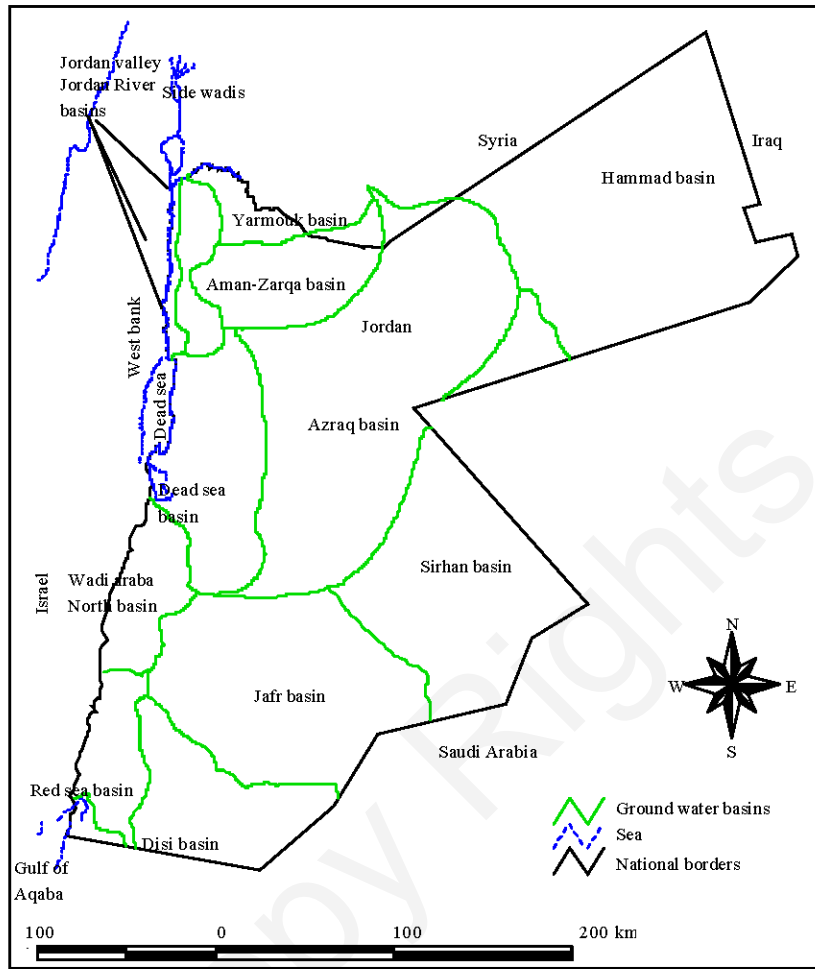 Jordan valley
Jordan River
basins
Side wadis
Syria
Iraq
Hammad basin
Yarmouk basin
Aman-Zarqa basin
Jordan
West bank
Dead sea
Azraq basin
Dead sea
basin
Sirhan basin
Israel
Wadi araba
North basin
Jafr basin
N
W
E
S
Saudi Arabia
Red sea basin
Disi basin
Gulf of
Aqaba
Ground water basins
Sea
National borders
100 0 100 200 km
py Rights